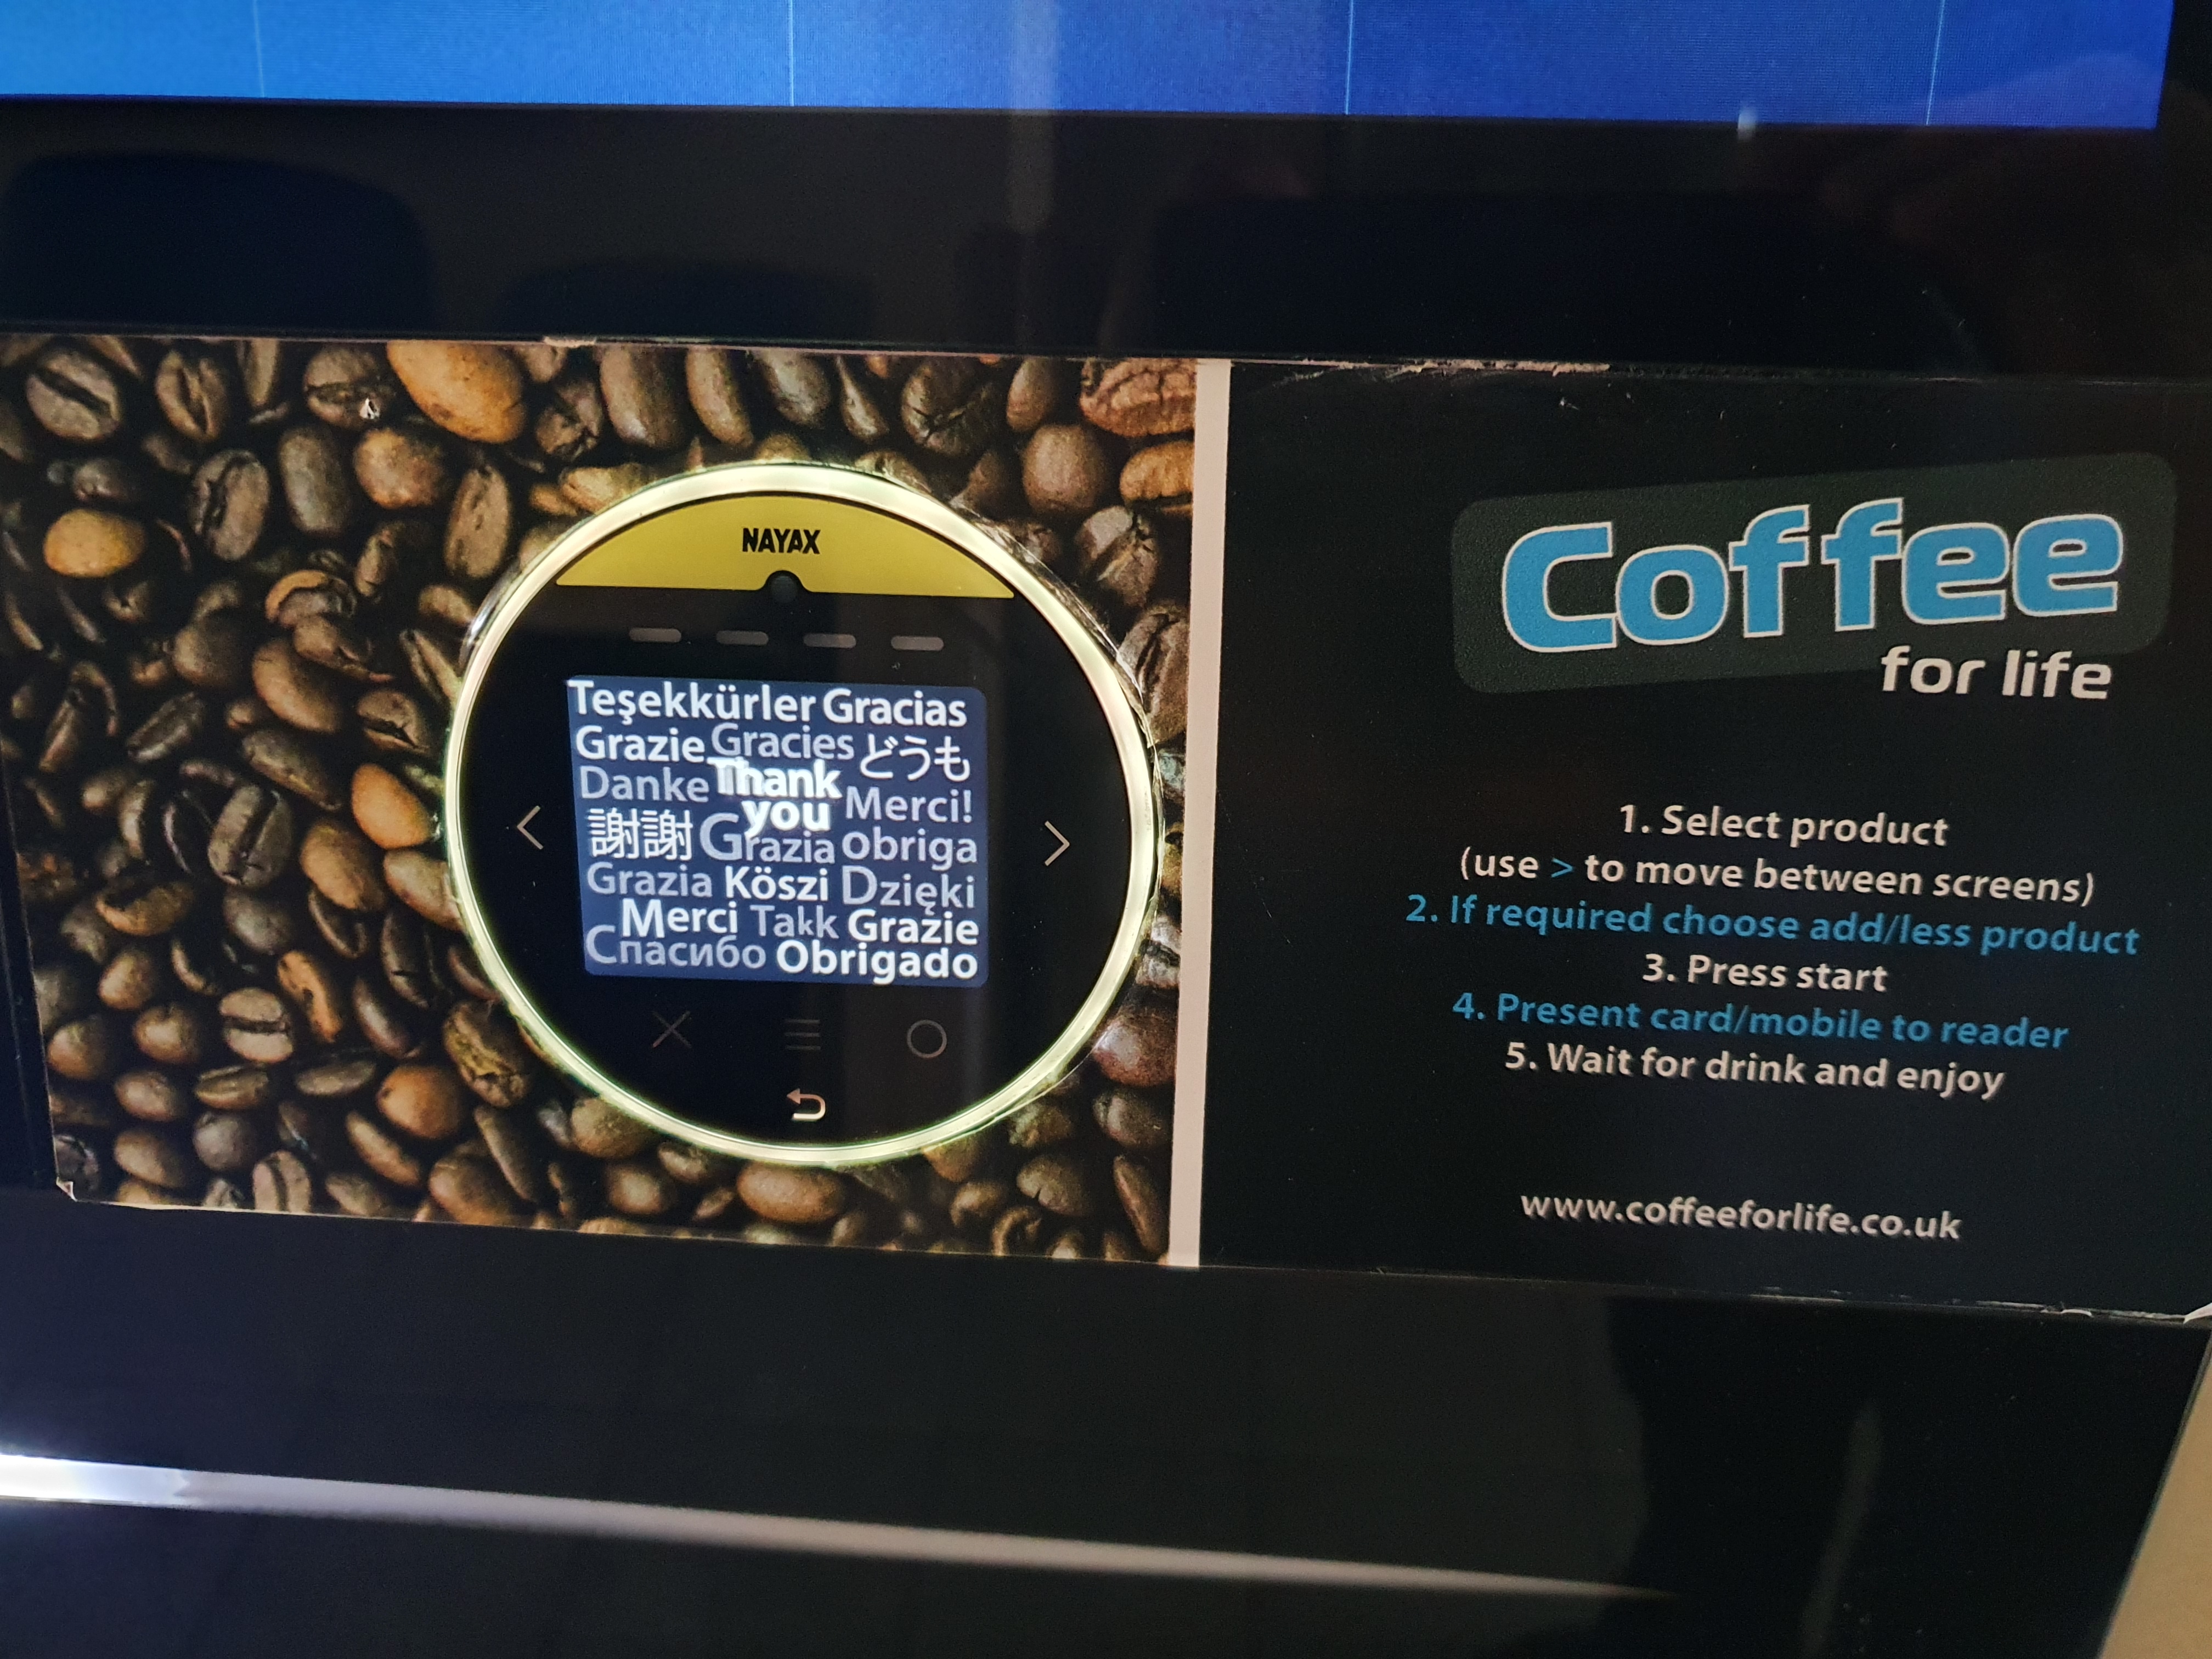 NAYAX
Teşekkürler Gracias
Grazie Gracies どうも
Danke Thank you Merci!
謝謝 Grazia obriga
Grazia Köszi Dzięki
Merci Takk Grazie
Спасибо Obrigado
Coffee
for life
1. Select product
(use > to move between screens)
2. If required choose add/less product
3. Press start
4. Present card/mobile to reader
5. Wait for drink and enjoy
www.coffeeforlife.co.uk